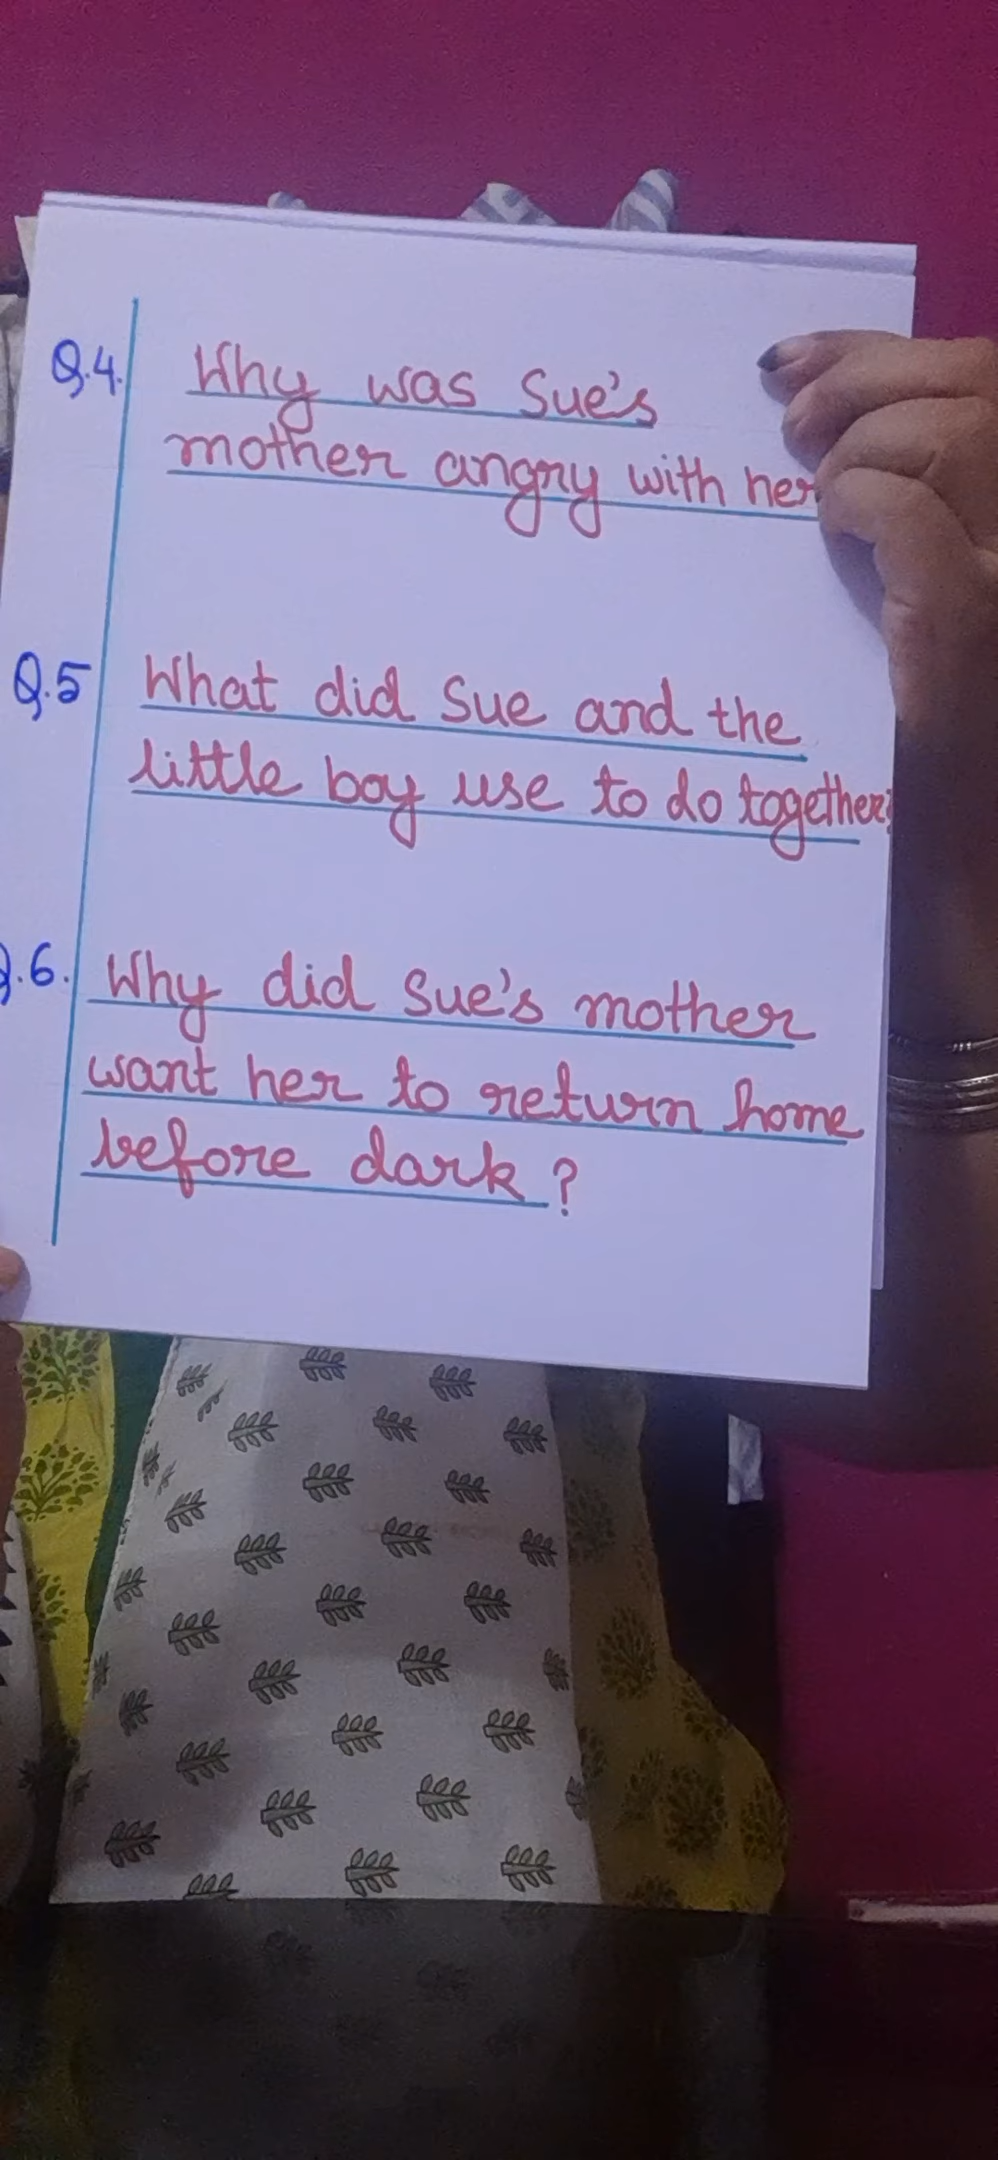 Q.4. Why was Sue's
mother angry with her
Q.5 What did Sue and the
little boy use to do together?
Q.6. Why did Sue's mother
want her to return home
before dark?